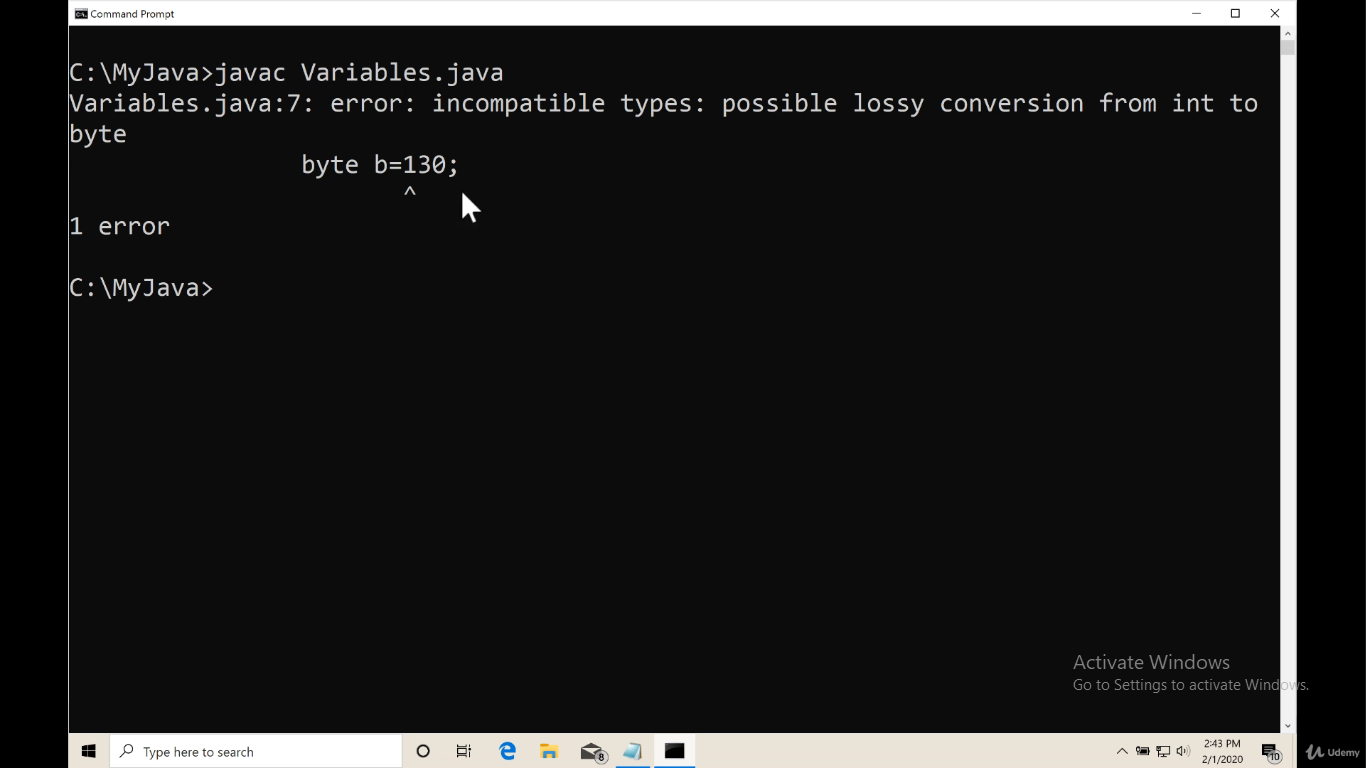 Command Prompt
C:\MyJava>javac Variables.java
Variables.java:7: error: incompatible types: possible lossy conversion from int to
byte
byte b=130;
^
1 error
C:\MyJava>
Activate Windows
Go to Settings to activate Windows.
Type here to search
8
2:43 PM
2/1/2020
10
Udemy